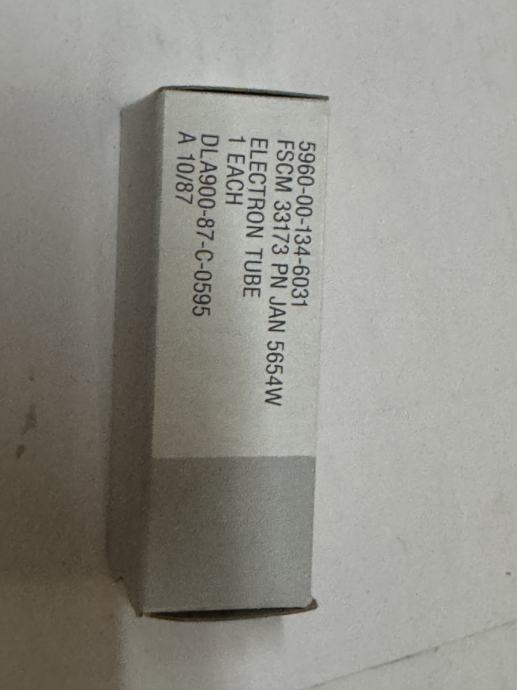 5960-00-134-6031
FSCM 33173 PN JAN 5654W
ELECTRON TUBE
1 EACH
DLA900-87-C-0595
A 10/87